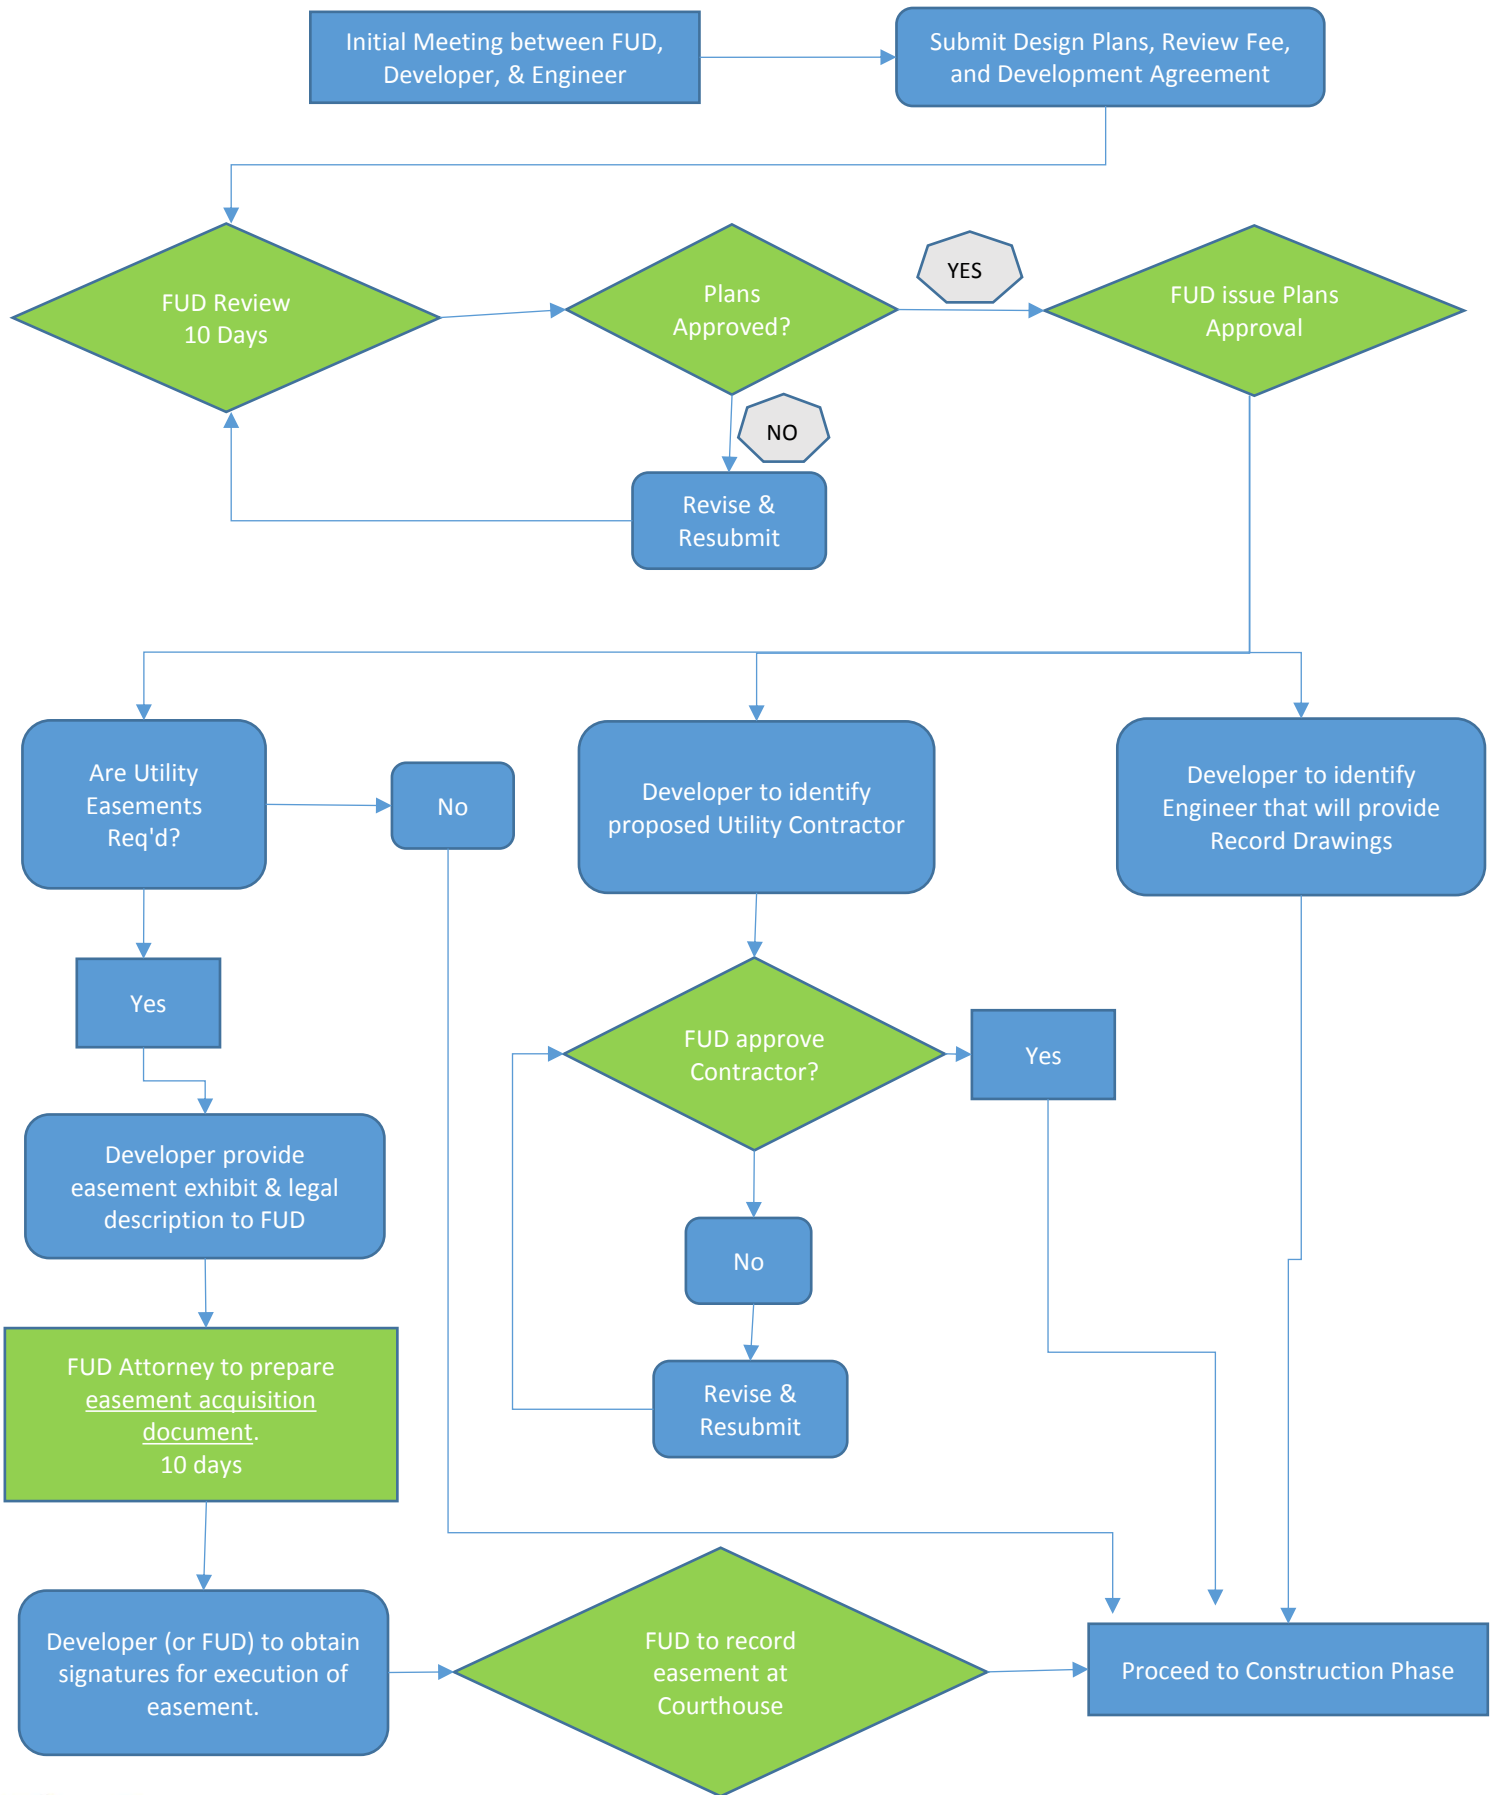 Initial Meeting between FUD,
Developer, & Engineer
Submit Design Plans, Review Fee,
and Development Agreement
FUD Review
10 Days
Plans
Approved?
YES
FUD issue Plans
Approval
NO
Revise &
Resubmit
Are Utility
Easements
Req'd?
No
Developer to identify
proposed Utility Contractor
Developer to identify
Engineer that will provide
Record Drawings
Yes
FUD approve
Contractor?
Yes
Developer provide
easement exhibit & legal
description to FUD
No
FUD Attorney to prepare
easement acquisition
document.
10 days
Revise &
Resubmit
Developer (or FUD) to obtain
signatures for execution of
easement.
FUD to record
easement at
Courthouse
Proceed to Construction Phase